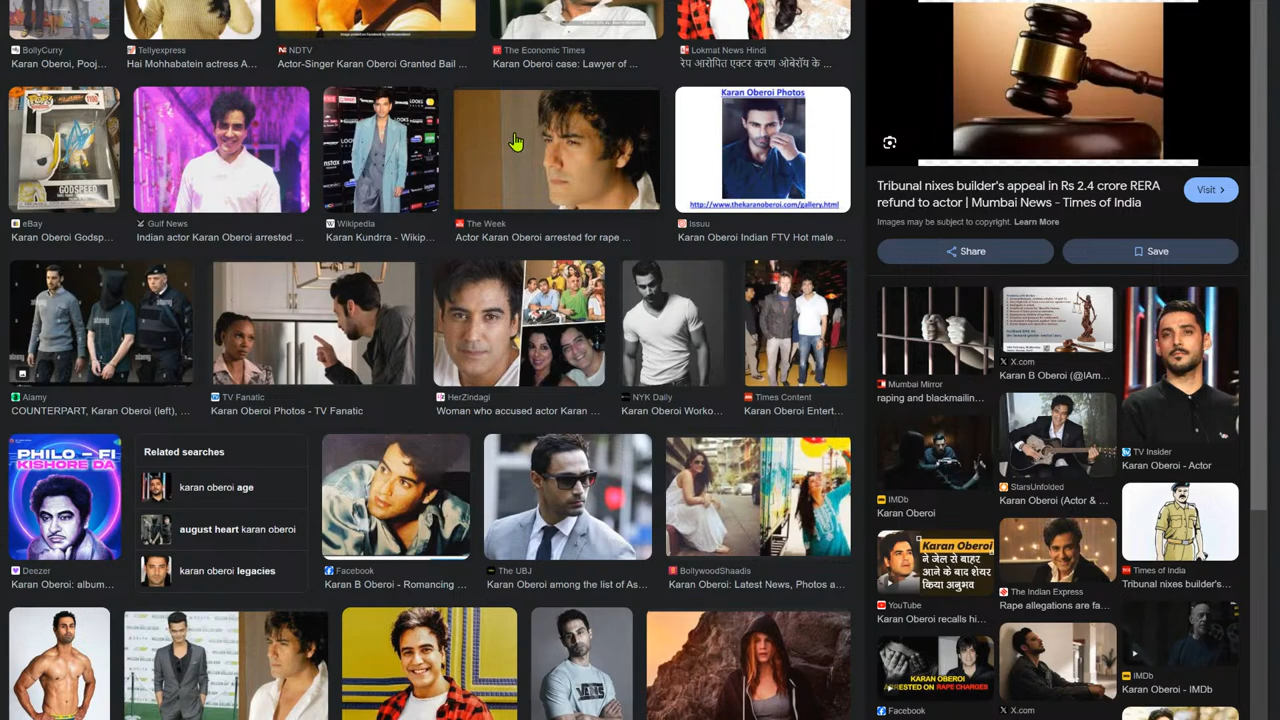 BollyCurry
Karan Oberoi, Pooj...
Tellyexpress
Hai Mohhabatein actress A...
NDTV
Actor-Singer Karan Oberoi Granted Bail ...
The Economic Times
Karan Oberoi case: Lawyer of ...
Lokmat News Hindi
रेप आरोपित एक्टर करण ओबेरॉय के ...
GODSPEED
eBay
Karan Oberoi Godsp...
Gulf News
Indian actor Karan Oberoi arrested ...
Wikipedia
Karan Kundrra - Wikip...
The Week
Actor Karan Oberoi arrested for rape ...
Karan Oberoi Photos
http://www.thekaranoberoi.com/gallery.html
Issuu
Karan Oberoi Indian FTV Hot male ...
alamy
Alamy
COUNTERPART, Karan Oberoi (left), ...
TV Fanatic
Karan Oberoi Photos - TV Fanatic
HerZindagi
Woman who accused actor Karan ...
NYK Daily
Karan Oberoi Worko...
Times Content
Karan Oberoi Entert...
PHILO - FI
KISHORE DA
Deezer
Karan Oberoi: album...
Related searches
karan oberoi age
august heart karan oberoi
karan oberoi legacies
Facebook
Karan B Oberoi - Romancing ...
The UBJ
Karan Oberoi among the list of As...
BollywoodShaadis
Karan Oberoi: Latest News, Photos a...
VANS
Tribunal nixes builder's appeal in Rs 2.4 crore RERA
refund to actor | Mumbai News - Times of India
Visit
Images may be subject to copyright. Learn More
Share
Save
Mumbai Mirror
raping and blackmailin...
X.com
Karan B Oberoi (@IAm...
TV Insider
Karan Oberoi - Actor
IMDb
Karan Oberoi
StarsUnfolded
Karan Oberoi (Actor & ...
Times of India
Tribunal nixes builder's...
Karan Oberoi
ने जेल से बाहर
आने के बाद शेयर
किया अनुभव
YouTube
Karan Oberoi recalls hi...
The Indian Express
Rape allegations are fa...
IMDb
Karan Oberoi - IMDb
KARAN OBEROI
ARRESTED ON RAPE CHARGES
Facebook
X.com